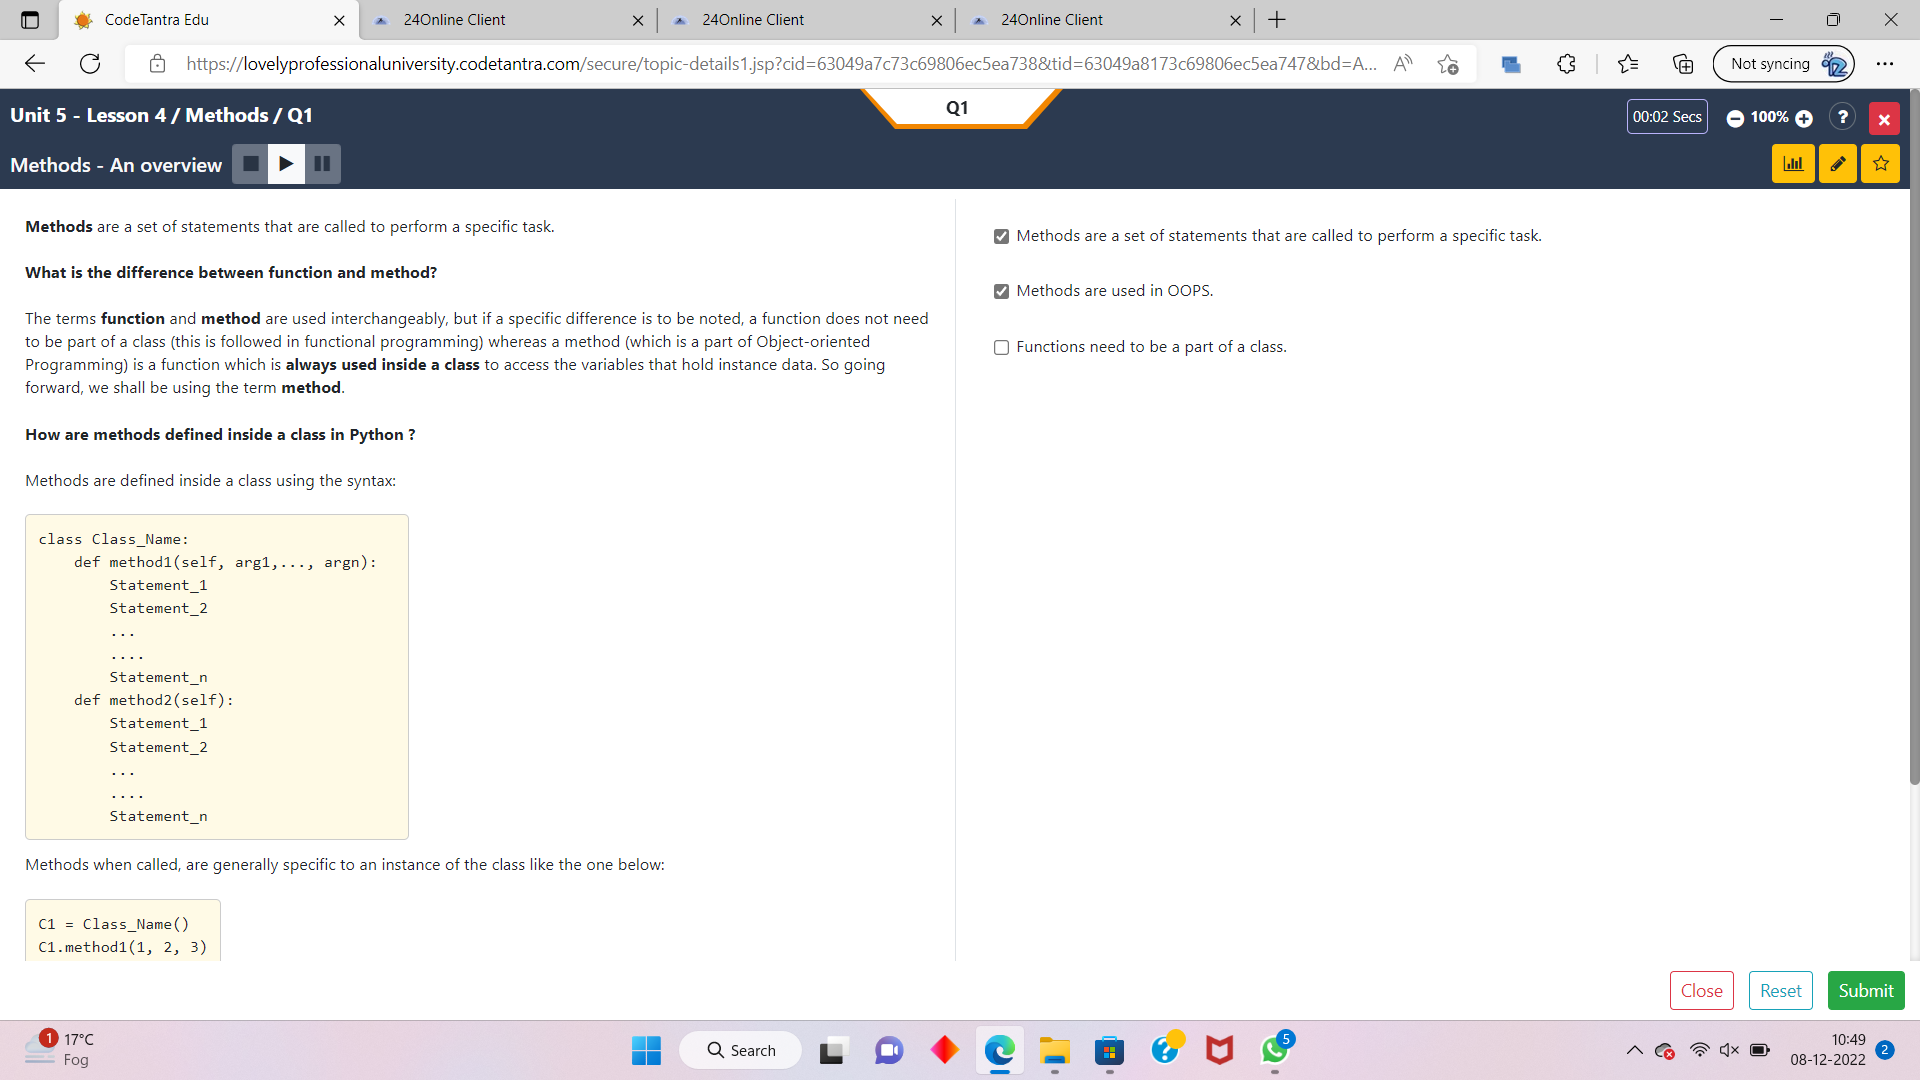 CodeTantra Edu
24Online Client
24Online Client
24Online Client
https://lovelyprofessionaluniversity.codetantra.com/secure/topic-details1.jsp?cid=63049a7c73c69806ec5ea738&tid=63049a8173c69806ec5ea747&bd=A...
Not syncing
Unit 5 - Lesson 4 / Methods / Q1
Q1
00:02 Secs
100%
?
Methods - An overview
Methods are a set of statements that are called to perform a specific task.
What is the difference between function and method?
The terms function and method are used interchangeably, but if a specific difference is to be noted, a function does not need
to be part of a class (this is followed in functional programming) whereas a method (which is a part of Object-oriented
Programming) is a function which is always used inside a class to access the variables that hold instance data. So going
forward, we shall be using the term method.
How are methods defined inside a class in Python ?
Methods are defined inside a class using the syntax:
class Class_Name:
    def method1(self, arg1,..., argn):
        Statement_1
        Statement_2
        ...
        ....
        Statement_n
    def method2(self):
        Statement_1
        Statement_2
        ...
        ....
        Statement_n
Methods when called, are generally specific to an instance of the class like the one below:
C1 = Class_Name()
C1.method1(1, 2, 3)
Methods are a set of statements that are called to perform a specific task.
Methods are used in OOPS.
Functions need to be a part of a class.
Close
Reset
Submit
1
17°C
Fog
Search
5
10:49
08-12-2022
2